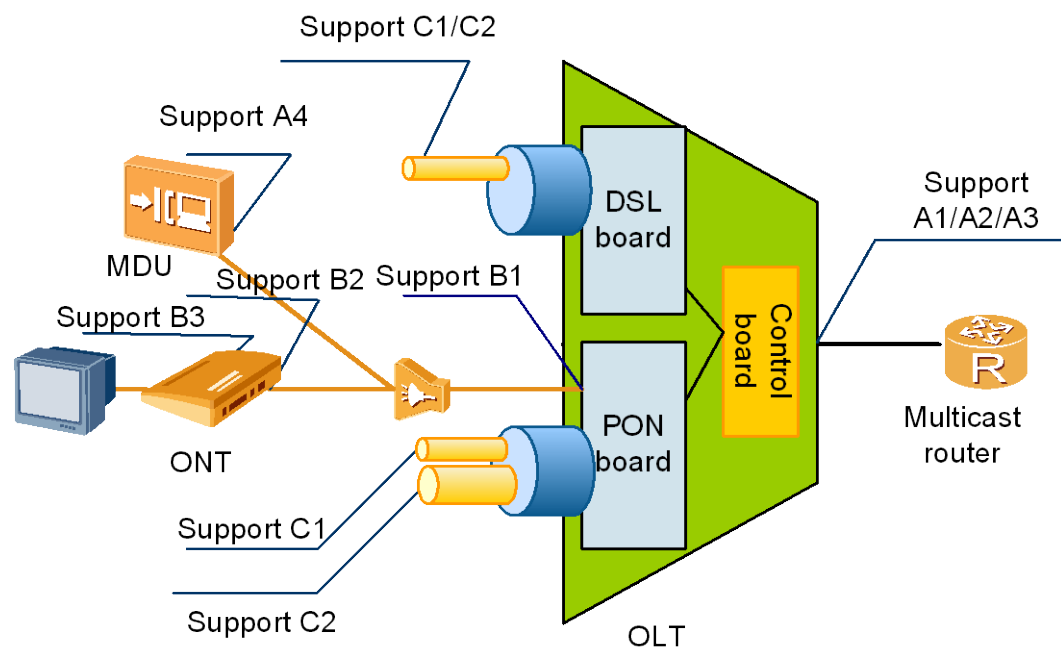 Support C1/C2
Support A4
Support
A1/A2/A3
DSL
board
MDU
Support B2
Support B1
Support B3
Control
board
R
PON
board
Multicast
router
ONT
Support C1
Support C2
OLT